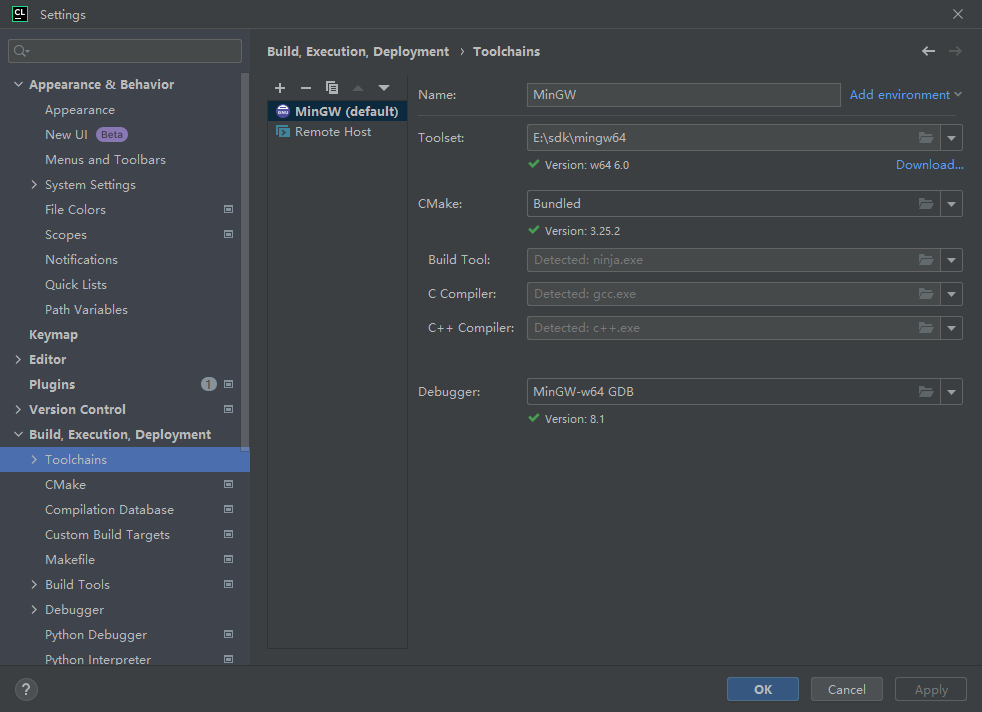 CL Settings
Build, Execution, Deployment › Toolchains
Appearance & Behavior
Appearance
New UI Beta
Menus and Toolbars
System Settings
File Colors
Scopes
Notifications
Quick Lists
Path Variables
Keymap
Editor
Plugins 1
Version Control
Build, Execution, Deployment
Toolchains
CMake
Compilation Database
Custom Build Targets
Makefile
Build Tools
Debugger
Python Debugger
Python Interpreter
MinGW (default)
Remote Host
Name: MinGW Add environment
Toolset: E:\sdk\mingw64
Version: w64 6.0 Download...
CMake: Bundled
Version: 3.25.2
Build Tool: Detected: ninja.exe
C Compiler: Detected: gcc.exe
C++ Compiler: Detected: c++.exe
Debugger: MinGW-w64 GDB
Version: 8.1
? OK Cancel Apply